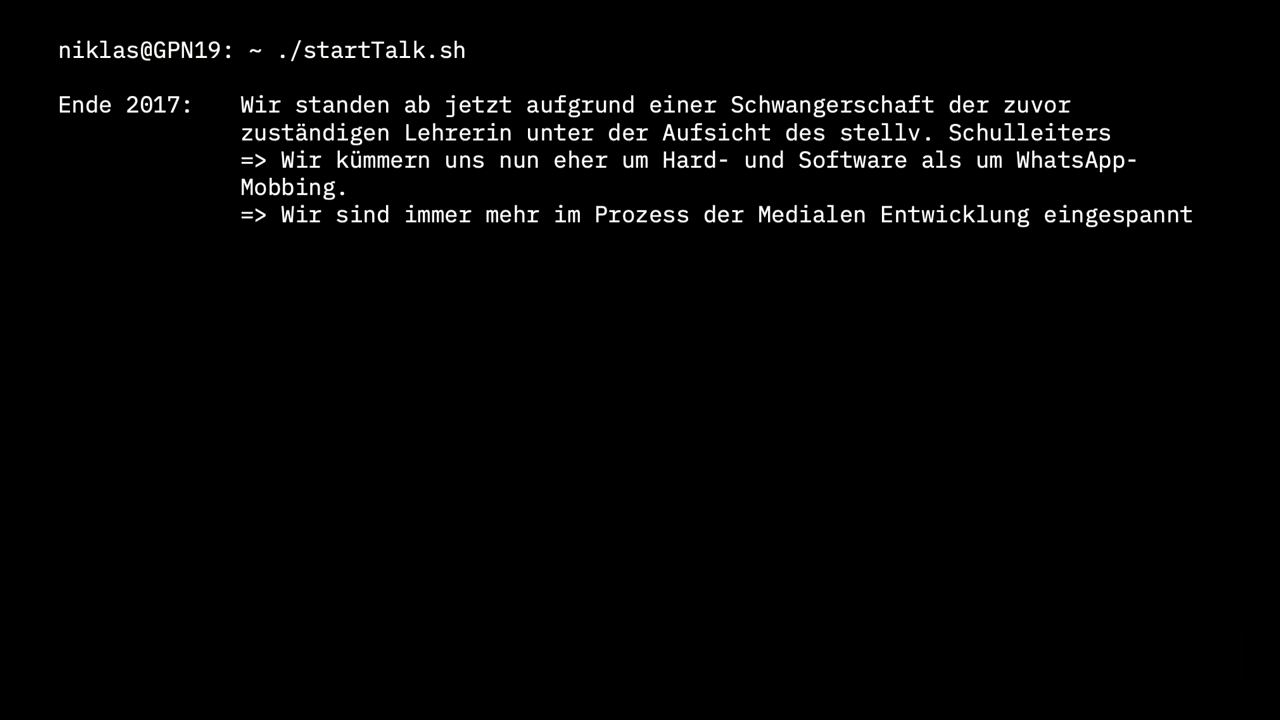 niklas@GPN19: ~ ./startTalk.sh
Ende 2017: Wir standen ab jetzt aufgrund einer Schwangerschaft der zuvor
zuständigen Lehrerin unter der Aufsicht des stellv. Schulleiters
=> Wir kümmern uns nun eher um Hard- und Software als um WhatsApp-
Mobbing.
=> Wir sind immer mehr im Prozess der Medialen Entwicklung eingespannt